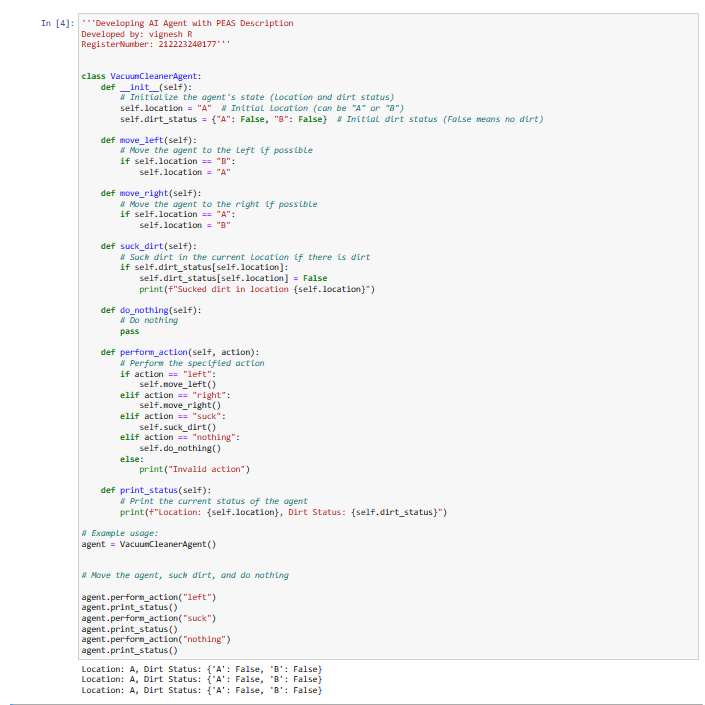 In [4]: '''Developing AI Agent with PEAS Description
Developed by: vignesh R
RegisterNumber: 212223240177'''


class VacuumCleanerAgent:
    def __init__(self):
        # Initialize the agent's state (location and dirt status)
        self.location = "A"  # Initial location (can be "A" or "B")
        self.dirt_status = {"A": False, "B": False}  # Initial dirt status (False means no dirt)

    def move_left(self):
        # Move the agent to the left if possible
        if self.location == "B":
            self.location = "A"

    def move_right(self):
        # Move the agent to the right if possible
        if self.location == "A":
            self.location = "B"

    def suck_dirt(self):
        # Suck dirt in the current location if there is dirt
        if self.dirt_status[self.location]:
            self.dirt_status[self.location] = False
            print(f"Sucked dirt in location {self.location}")

    def do_nothing(self):
        # Do nothing
        pass

    def perform_action(self, action):
        # Perform the specified action
        if action == "left":
            self.move_left()
        elif action == "right":
            self.move_right()
        elif action == "suck":
            self.suck_dirt()
        elif action == "nothing":
            self.do_nothing()
        else:
            print("Invalid action")

    def print_status(self):
        # Print the current status of the agent
        print(f"Location: {self.location}, Dirt Status: {self.dirt_status}")

# Example usage:
agent = VacuumCleanerAgent()


# Move the agent, suck dirt, and do nothing

agent.perform_action("left")
agent.print_status()
agent.perform_action("suck")
agent.print_status()
agent.perform_action("nothing")
agent.print_status()

Location: A, Dirt Status: {'A': False, 'B': False}
Location: A, Dirt Status: {'A': False, 'B': False}
Location: A, Dirt Status: {'A': False, 'B': False}